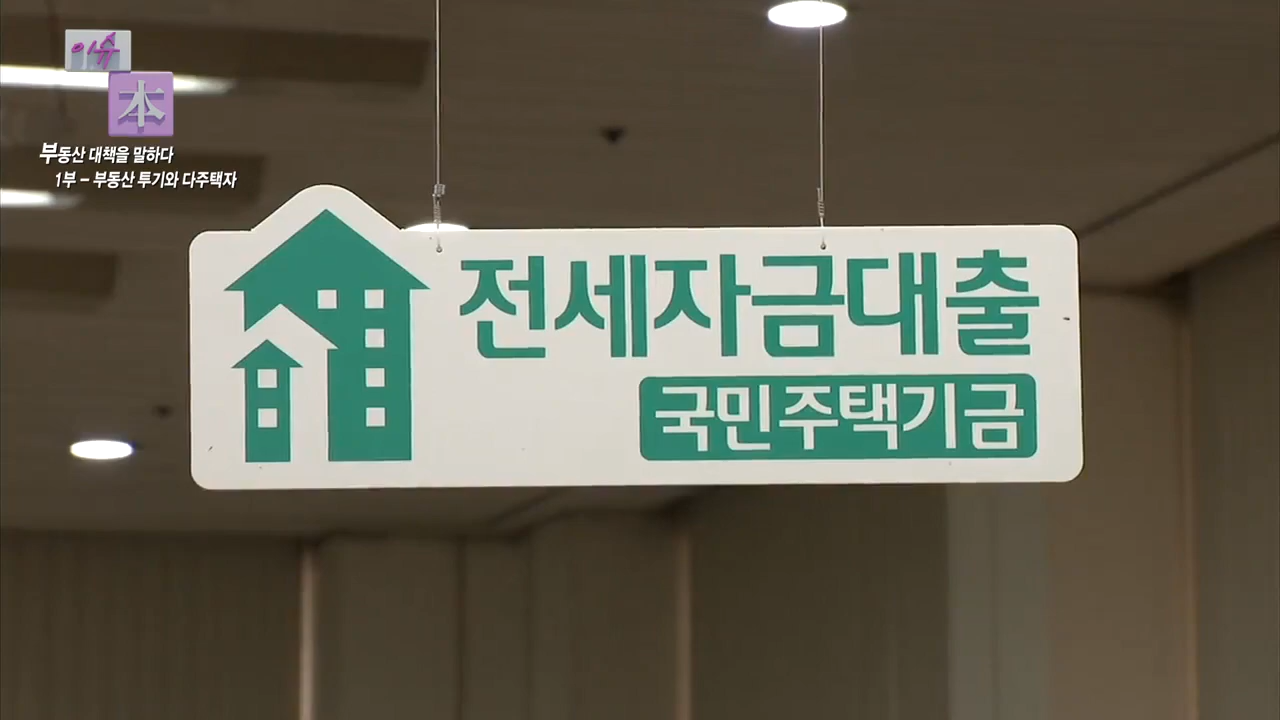 이슈
本
부동산 대책을 말하다
1부 - 부동산 투기와 다주택자
전세자금대출
국민주택기금